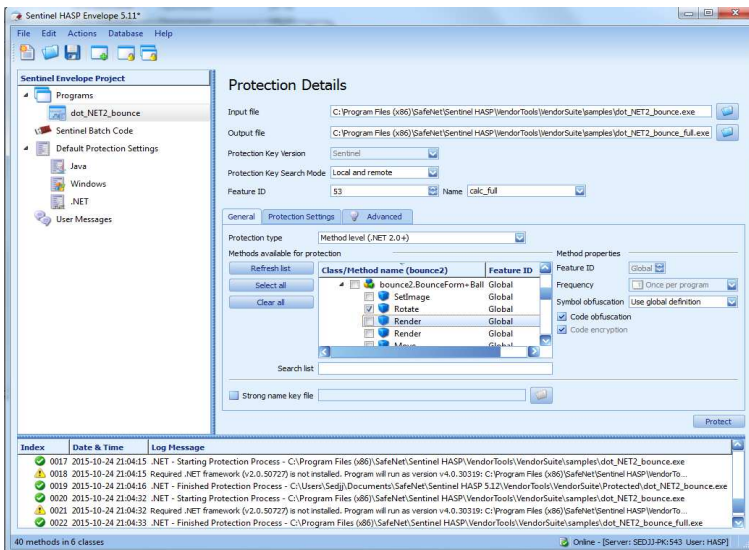 Sentinel HASP Envelope 5.11*
File Edit Actions Database Help
Sentinel Envelope Project
Programs
dot_NET2_bounce
Sentinel Batch Code
Default Protection Settings
Java
Windows
.NET
User Messages
Protection Details
Input file C:\Program Files (x86)\SafeNet\Sentinel HASP\VendorTools\VendorSuite\samples\dot_NET2_bounce.exe
Output file C:\Program Files (x86)\SafeNet\Sentinel HASP\VendorTools\VendorSuite\samples\dot_NET2_bounce_full.exe
Protection Key Version Sentinel
Protection Key Search Mode Local and remote
Feature ID 53 Name calc_full
General Protection Settings Advanced
Protection type Method level (.NET 2.0+)
Methods available for protection
Refresh list
Select all
Clear all
Class/Method name (bounce2) Feature ID
bounce2.BounceForm+Ball Global
SetImage Global
Rotate Global
Render Global
Render Global
Move Global
Search list
Method properties
Feature ID Global
Frequency Once per program
Symbol obfuscation Use global definition
Code obfuscation
Code encryption
Strong name key file
Protect
Index Date & Time Log Message
0017 2015-10-24 21:04:15 .NET - Starting Protection Process - C:\Program Files (x86)\SafeNet\Sentinel HASP\VendorTools\VendorSuite\samples\dot_NET2_bounce.exe
0018 2015-10-24 21:04:15 Required .NET framework (v2.0.50727) is not installed. Program will run as version v4.0.30319: C:\Program Files (x86)\SafeNet\Sentinel HASP\VendorTo...
0019 2015-10-24 21:04:16 .NET - Finished Protection Process - C:\Users\Sedjj\Documents\SafeNet\Sentinel HASP 5.12\VendorTools\VendorSuite\Protected\dot_NET2_bounce.exe
0020 2015-10-24 21:04:32 .NET - Starting Protection Process - C:\Program Files (x86)\SafeNet\Sentinel HASP\VendorTools\VendorSuite\samples\dot_NET2_bounce.exe
0021 2015-10-24 21:04:32 Required .NET framework (v2.0.50727) is not installed. Program will run as version v4.0.30319: C:\Program Files (x86)\SafeNet\Sentinel HASP\VendorTo...
0022 2015-10-24 21:04:33 .NET - Finished Protection Process - C:\Program Files (x86)\SafeNet\Sentinel HASP\VendorTools\VendorSuite\samples\dot_NET2_bounce_full.exe
40 methods in 6 classes
Online - [Server: SEDJJ-PK:543 User: HASP]